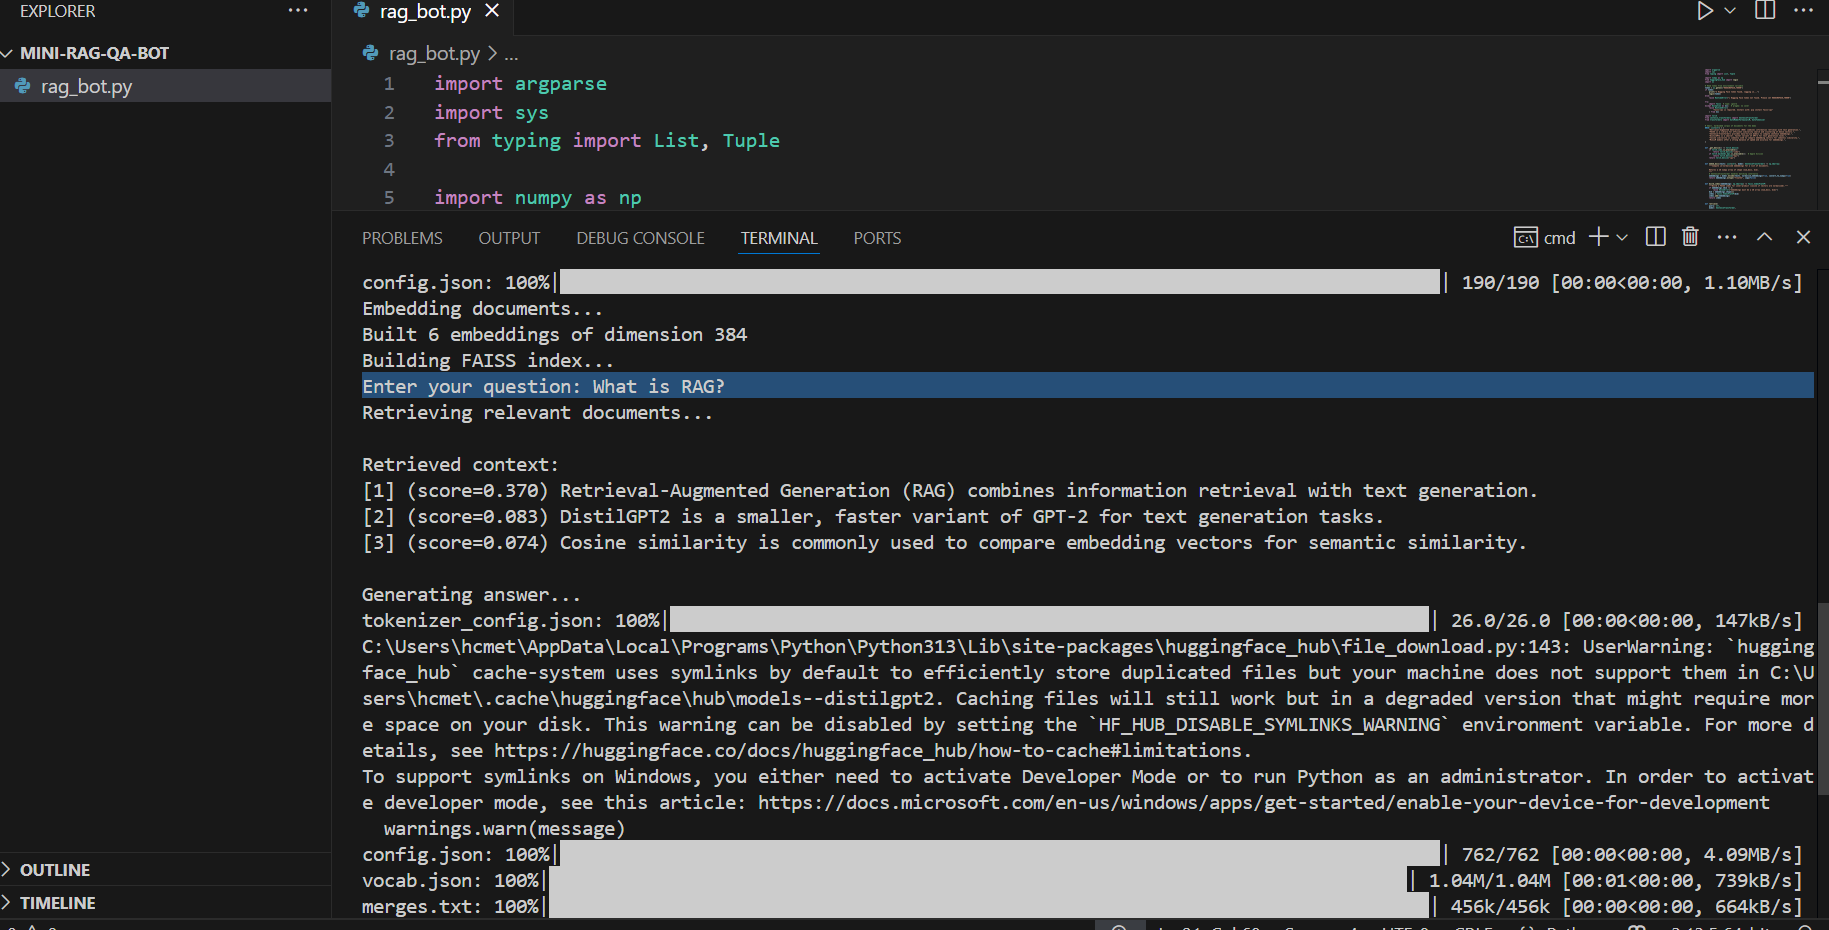 EXPLORER
rag_bot.py
MINI-RAG-QA-BOT
rag_bot.py
rag_bot.py > ...
1 import argparse
2 import sys
3 from typing import List, Tuple
4
5 import numpy as np
PROBLEMS OUTPUT DEBUG CONSOLE TERMINAL PORTS cmd
config.json: 100%| | 190/190 [00:00<00:00, 1.10MB/s]
Embedding documents...
Built 6 embeddings of dimension 384
Building FAISS index...
Enter your question: What is RAG?
Retrieving relevant documents...
Retrieved context:
[1] (score=0.370) Retrieval-Augmented Generation (RAG) combines information retrieval with text generation.
[2] (score=0.083) DistilGPT2 is a smaller, faster variant of GPT-2 for text generation tasks.
[3] (score=0.074) Cosine similarity is commonly used to compare embedding vectors for semantic similarity.
Generating answer...
tokenizer_config.json: 100%| | 26.0/26.0 [00:00<00:00, 147kB/s]
C:\Users\hcmet\AppData\Local\Programs\Python\Python313\Lib\site-packages\huggingface_hub\file_download.py:143: UserWarning: `hugging
face_hub` cache-system uses symlinks by default to efficiently store duplicated files but your machine does not support them in C:\U
sers\hcmet\.cache\huggingface\hub\models--distilgpt2. Caching files will still work but in a degraded version that might require mor
e space on your disk. This warning can be disabled by setting the `HF_HUB_DISABLE_SYMLINKS_WARNING` environment variable. For more d
etails, see https://huggingface.co/docs/huggingface_hub/how-to-cache#limitations.
To support symlinks on Windows, you either need to activate Developer Mode or to run Python as an administrator. In order to activat
e developer mode, see this article: https://docs.microsoft.com/en-us/windows/apps/get-started/enable-your-device-for-development
warnings.warn(message)
config.json: 100%| | 762/762 [00:00<00:00, 4.09MB/s]
vocab.json: 100%| | 1.04M/1.04M [00:01<00:00, 739kB/s]
merges.txt: 100%| | 456k/456k [00:00<00:00, 664kB/s]
OUTLINE
TIMELINE